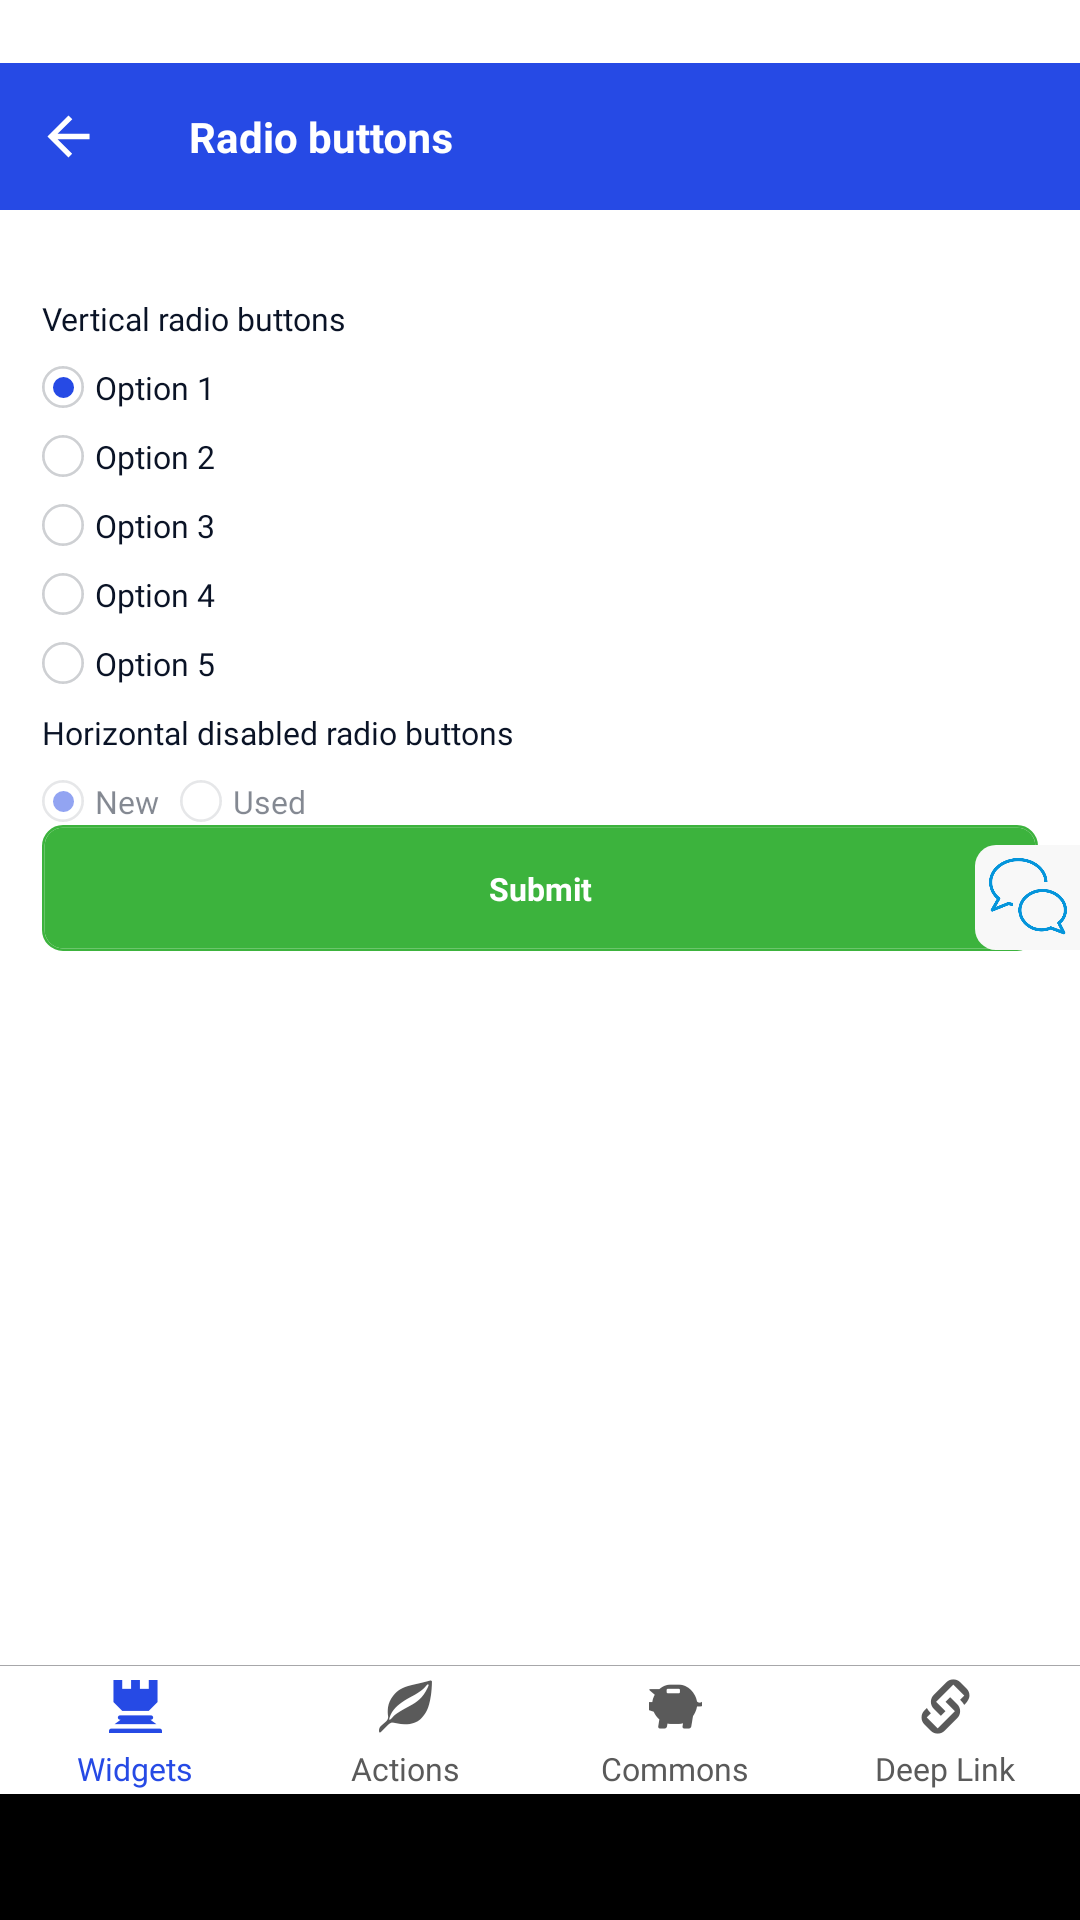 Radio buttons
Vertical radio buttons
Option 1
Option 2
Option 3
Option 4
Option 5
Horizontal disabled radio buttons
New Used
Submit
Widgets Actions Commons Deep Link